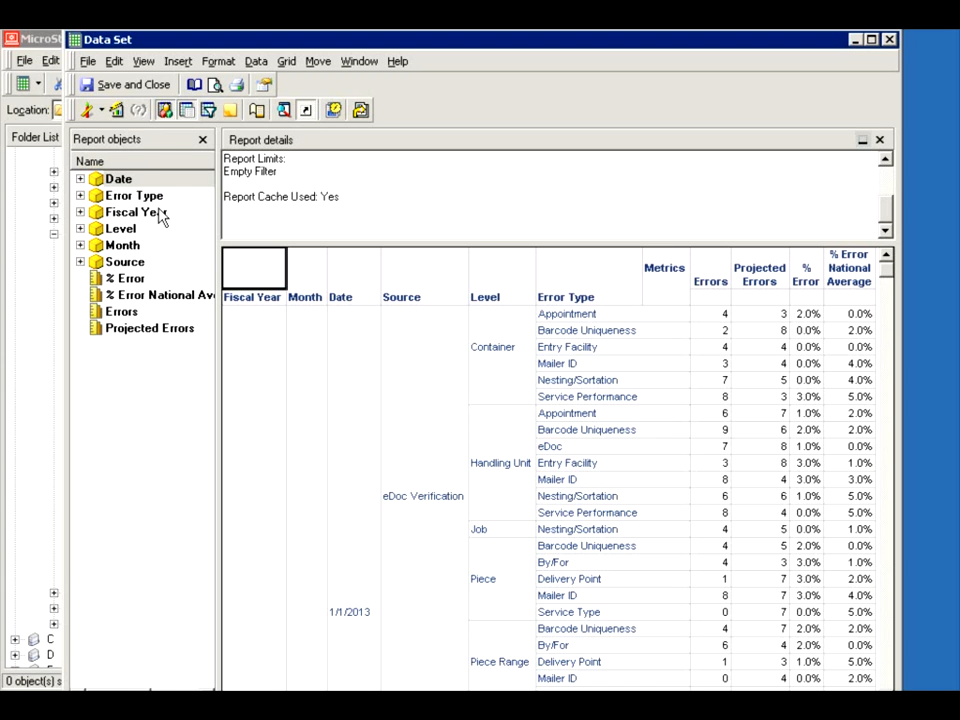 MicroSt
Data Set
File Edit
File Edit View Insert Format Data Grid Move Window Help
Save and Close
Location:
Folder List
Report objects
Report details
Name
Date
Error Type
Fiscal Year
Level
Month
Source
% Error
% Error National Av
Errors
Projected Errors
Report Limits:
Empty Filter
Report Cache Used: Yes
Metrics Errors Projected Errors % Error % Error National Average
Fiscal Year Month Date Source Level Error Type
Appointment 4 3 2.0% 0.0%
Barcode Uniqueness 2 8 0.0% 2.0%
Container Entry Facility 4 4 0.0% 0.0%
Mailer ID 3 4 0.0% 4.0%
Nesting/Sortation 7 5 0.0% 4.0%
Service Performance 8 3 3.0% 5.0%
Appointment 6 7 1.0% 2.0%
Barcode Uniqueness 9 6 2.0% 2.0%
eDoc 7 8 1.0% 0.0%
Handling Unit Entry Facility 3 8 3.0% 1.0%
Mailer ID 8 4 3.0% 3.0%
eDoc Verification Nesting/Sortation 6 6 1.0% 5.0%
Service Performance 8 4 0.0% 5.0%
Job Nesting/Sortation 4 5 0.0% 1.0%
Barcode Uniqueness 4 5 2.0% 0.0%
By/For 4 3 3.0% 1.0%
Piece Delivery Point 1 7 3.0% 2.0%
Mailer ID 8 7 3.0% 4.0%
1/1/2013 Service Type 0 7 0.0% 5.0%
Barcode Uniqueness 4 7 2.0% 2.0%
By/For 6 4 2.0% 0.0%
Piece Range Delivery Point 1 3 1.0% 5.0%
Mailer ID 0 4 0.0% 2.0%
C
D
0 object(s) s